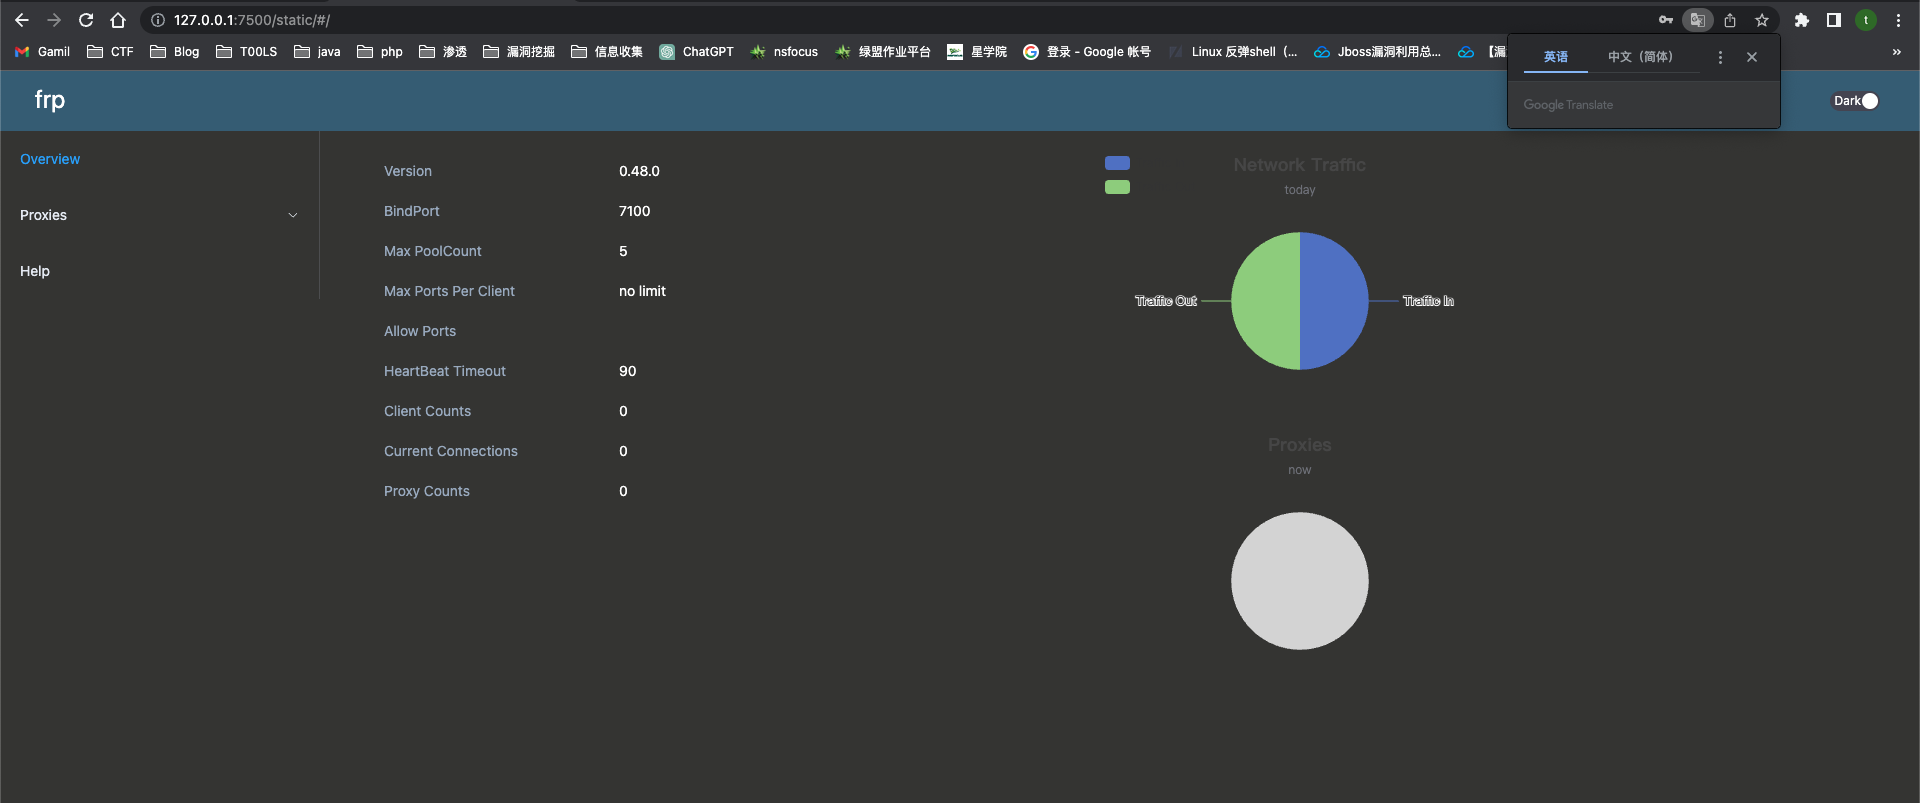 127.0.0.1:7500/static/#/
t
Gamil CTF Blog T00LS java php 渗透 漏洞挖掘 信息收集 ChatGPT nsfocus 绿盟作业平台 星学院 登录 - Google 帐号 Linux 反弹shell（... Jboss漏洞利用总... 【漏 »
英语 中文（简体）
Google Translate
frp
Dark
Overview
Proxies
Help
Version 0.48.0
BindPort 7100
Max PoolCount 5
Max Ports Per Client no limit
Allow Ports
HeartBeat Timeout 90
Client Counts 0
Current Connections 0
Proxy Counts 0
Network Traffic
today
Traffic Out
Traffic In
Proxies
now